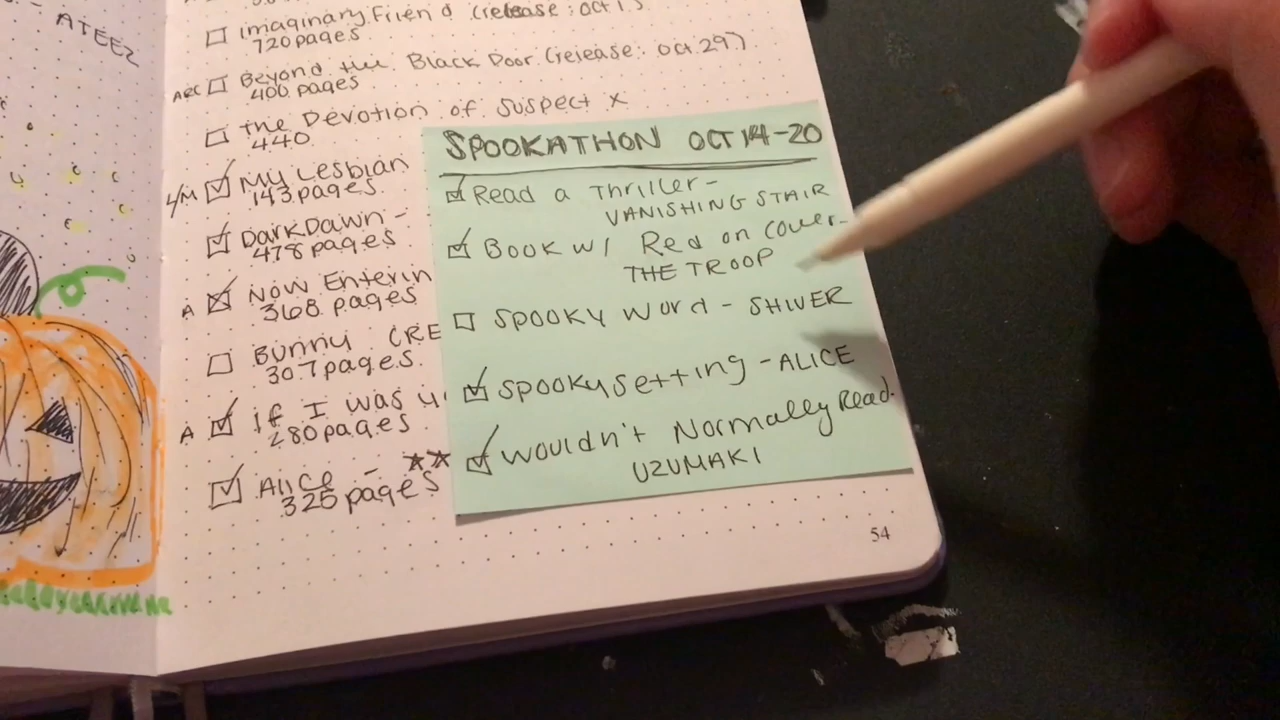 - ATEEZ
Imaginary Friend (release: oct 1
720 pages
ARC Beyond the Black Door (release: oct. 29?)
400 pages
The Devotion of Suspect X
440
My Lesbian
143 pages
Dark Dawn -
478 pages
A Now Enterin
368 pages
Bunny CRE
307 pages
A If I was
280 pages
Alice - **
325 pages
SPOOKATHON OCT 14-20
Read a Thriller-
VANISHING STAIR
BOOK W/ Red on Cover-
THE TROOP
SPOOKY Word - SHIVER
Spooky Setting - ALICE
Wouldn't Normally Read-
UZUMAKI
54